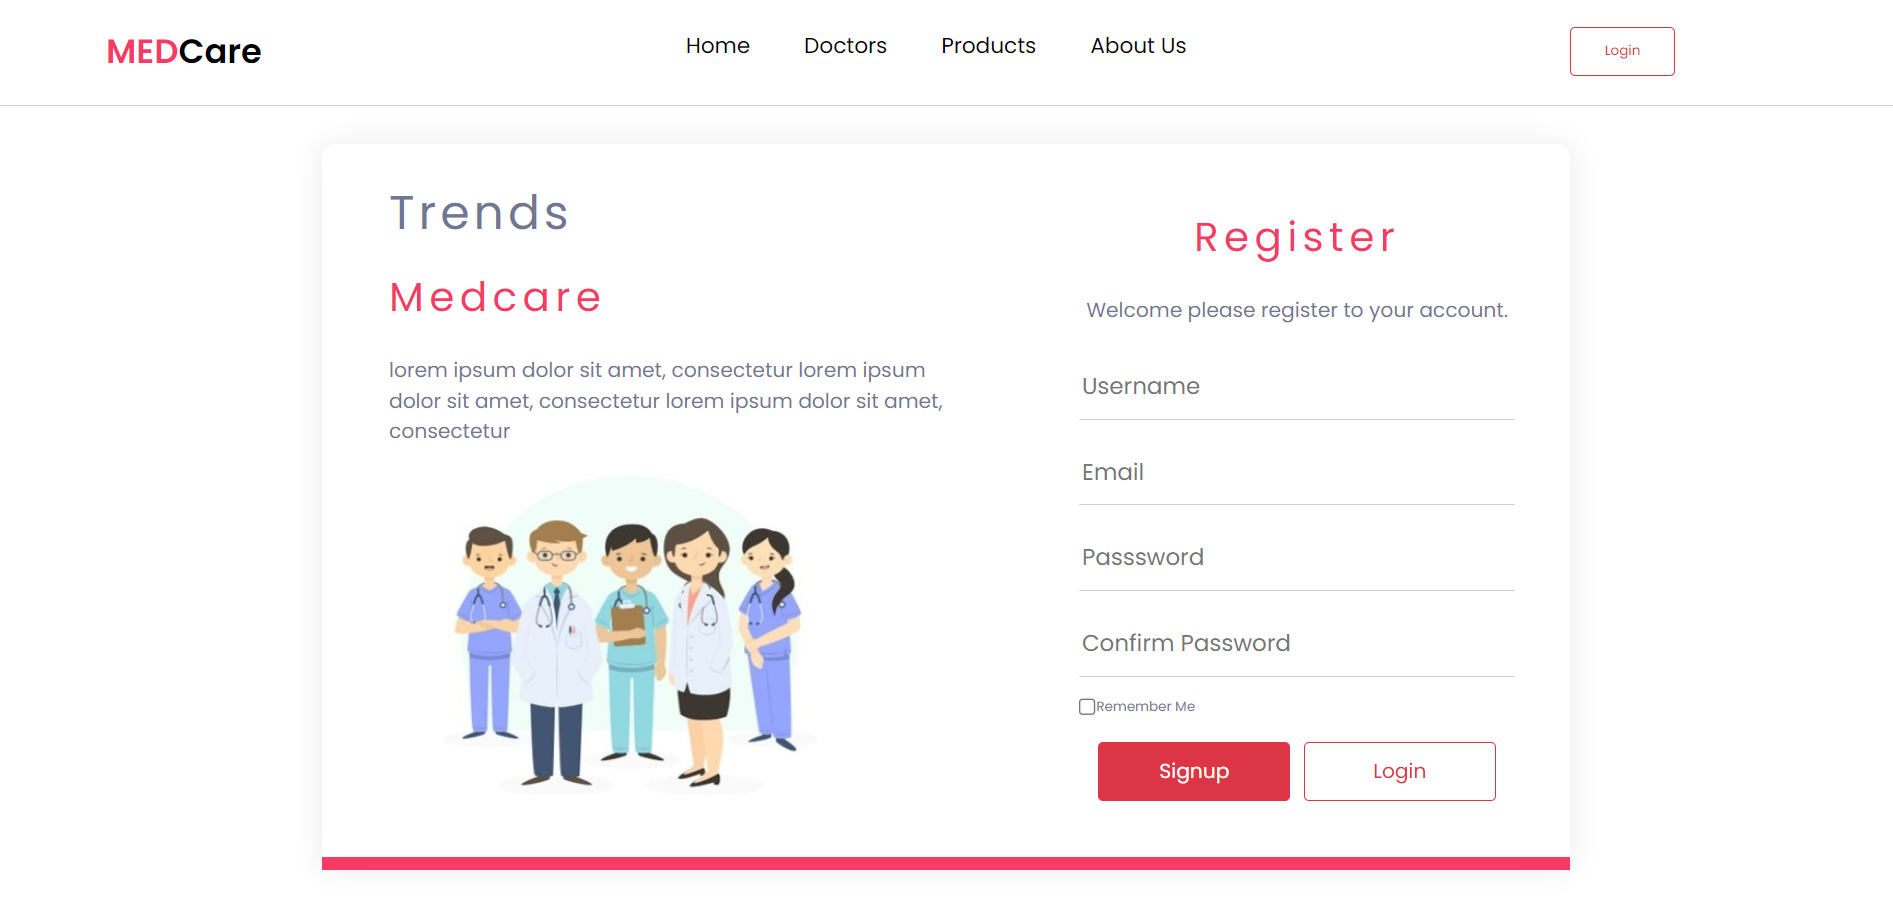 MEDCare
Home Doctors Products About Us
Login
Trends
Medcare
lorem ipsum dolor sit amet, consectetur lorem ipsum
dolor sit amet, consectetur lorem ipsum dolor sit amet,
consectetur
Register
Welcome please register to your account.
Username
Email
Passsword
Confirm Password
Remember Me
Signup
Login